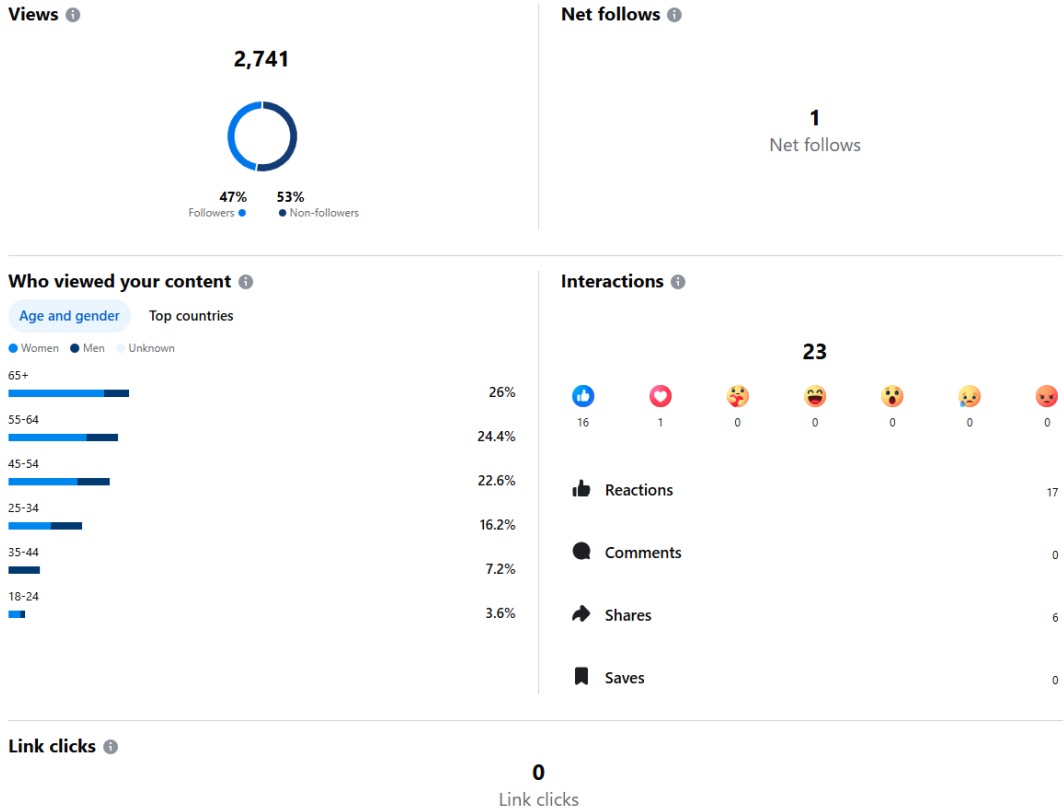 Views
2,741
47% 53%
Followers Non-followers
Net follows
1
Net follows
Who viewed your content
Age and gender Top countries
Women Men Unknown
65+
26%
55-64
24.4%
45-54
22.6%
25-34
16.2%
35-44
7.2%
18-24
3.6%
Interactions
23
16 1 0 0 0 0 0
Reactions 17
Comments 0
Shares 6
Saves 0
Link clicks
0
Link clicks